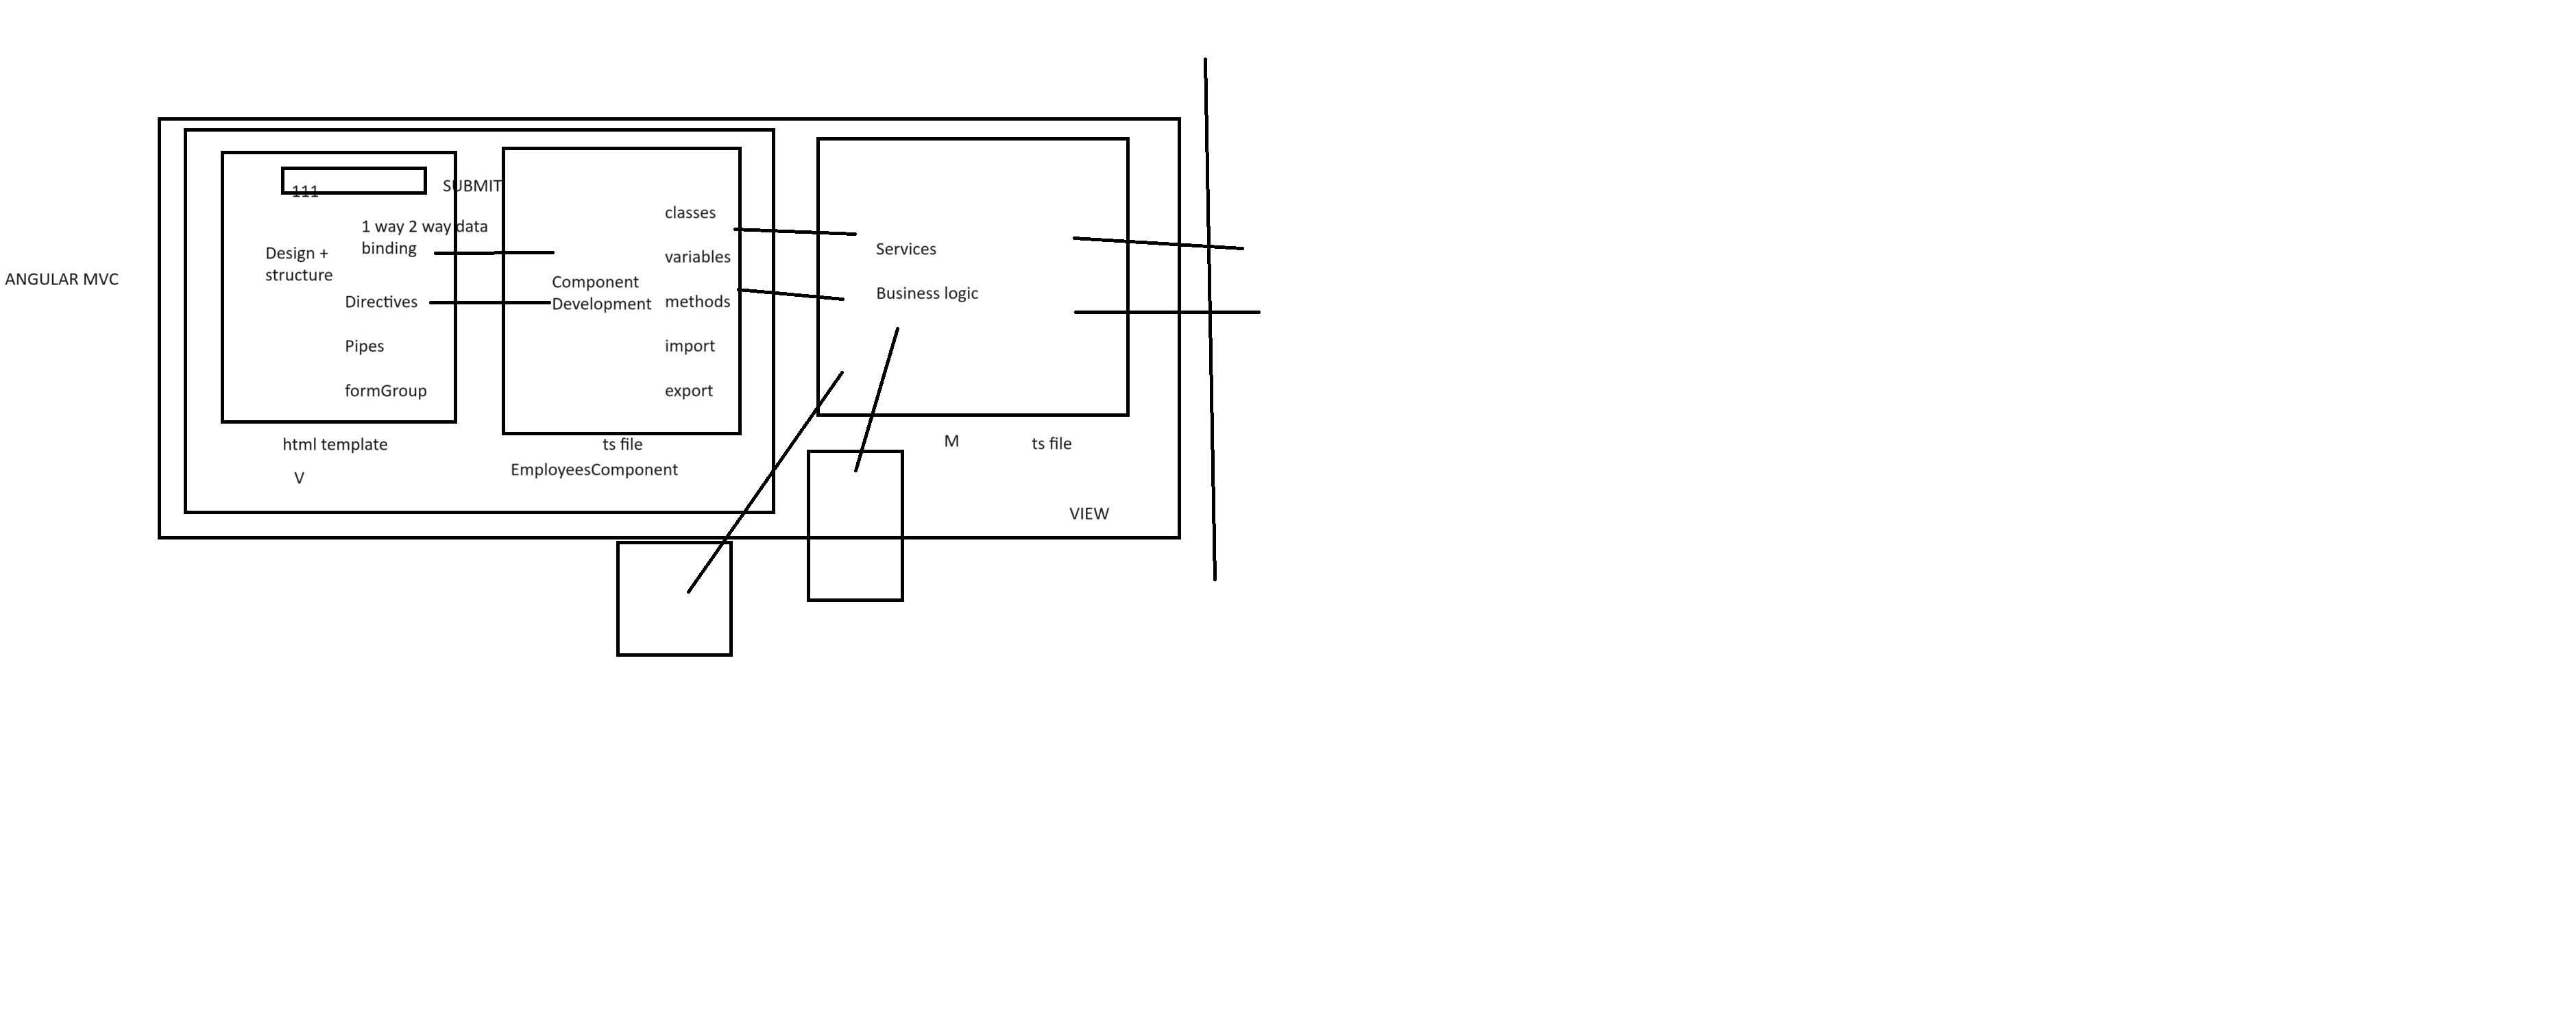 ANGULAR MVC
111
SUBMIT
1 way 2 way data
binding
Design +
structure
Directives
Pipes
formGroup
html template
V
Component
Development
classes
variables
methods
import
export
ts file
EmployeesComponent
Services
Business logic
M
ts file
VIEW